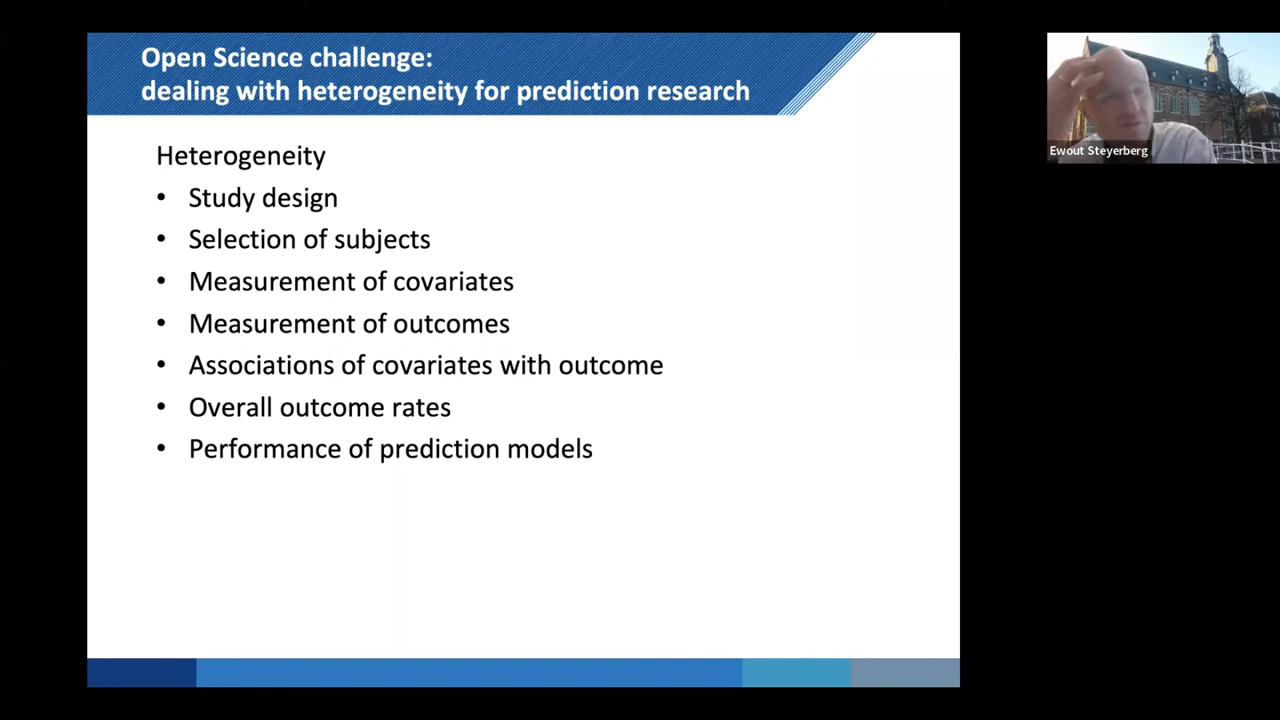 Open Science challenge:
dealing with heterogeneity for prediction research
Heterogeneity
• Study design
• Selection of subjects
• Measurement of covariates
• Measurement of outcomes
• Associations of covariates with outcome
• Overall outcome rates
• Performance of prediction models
Ewout Steyerberg